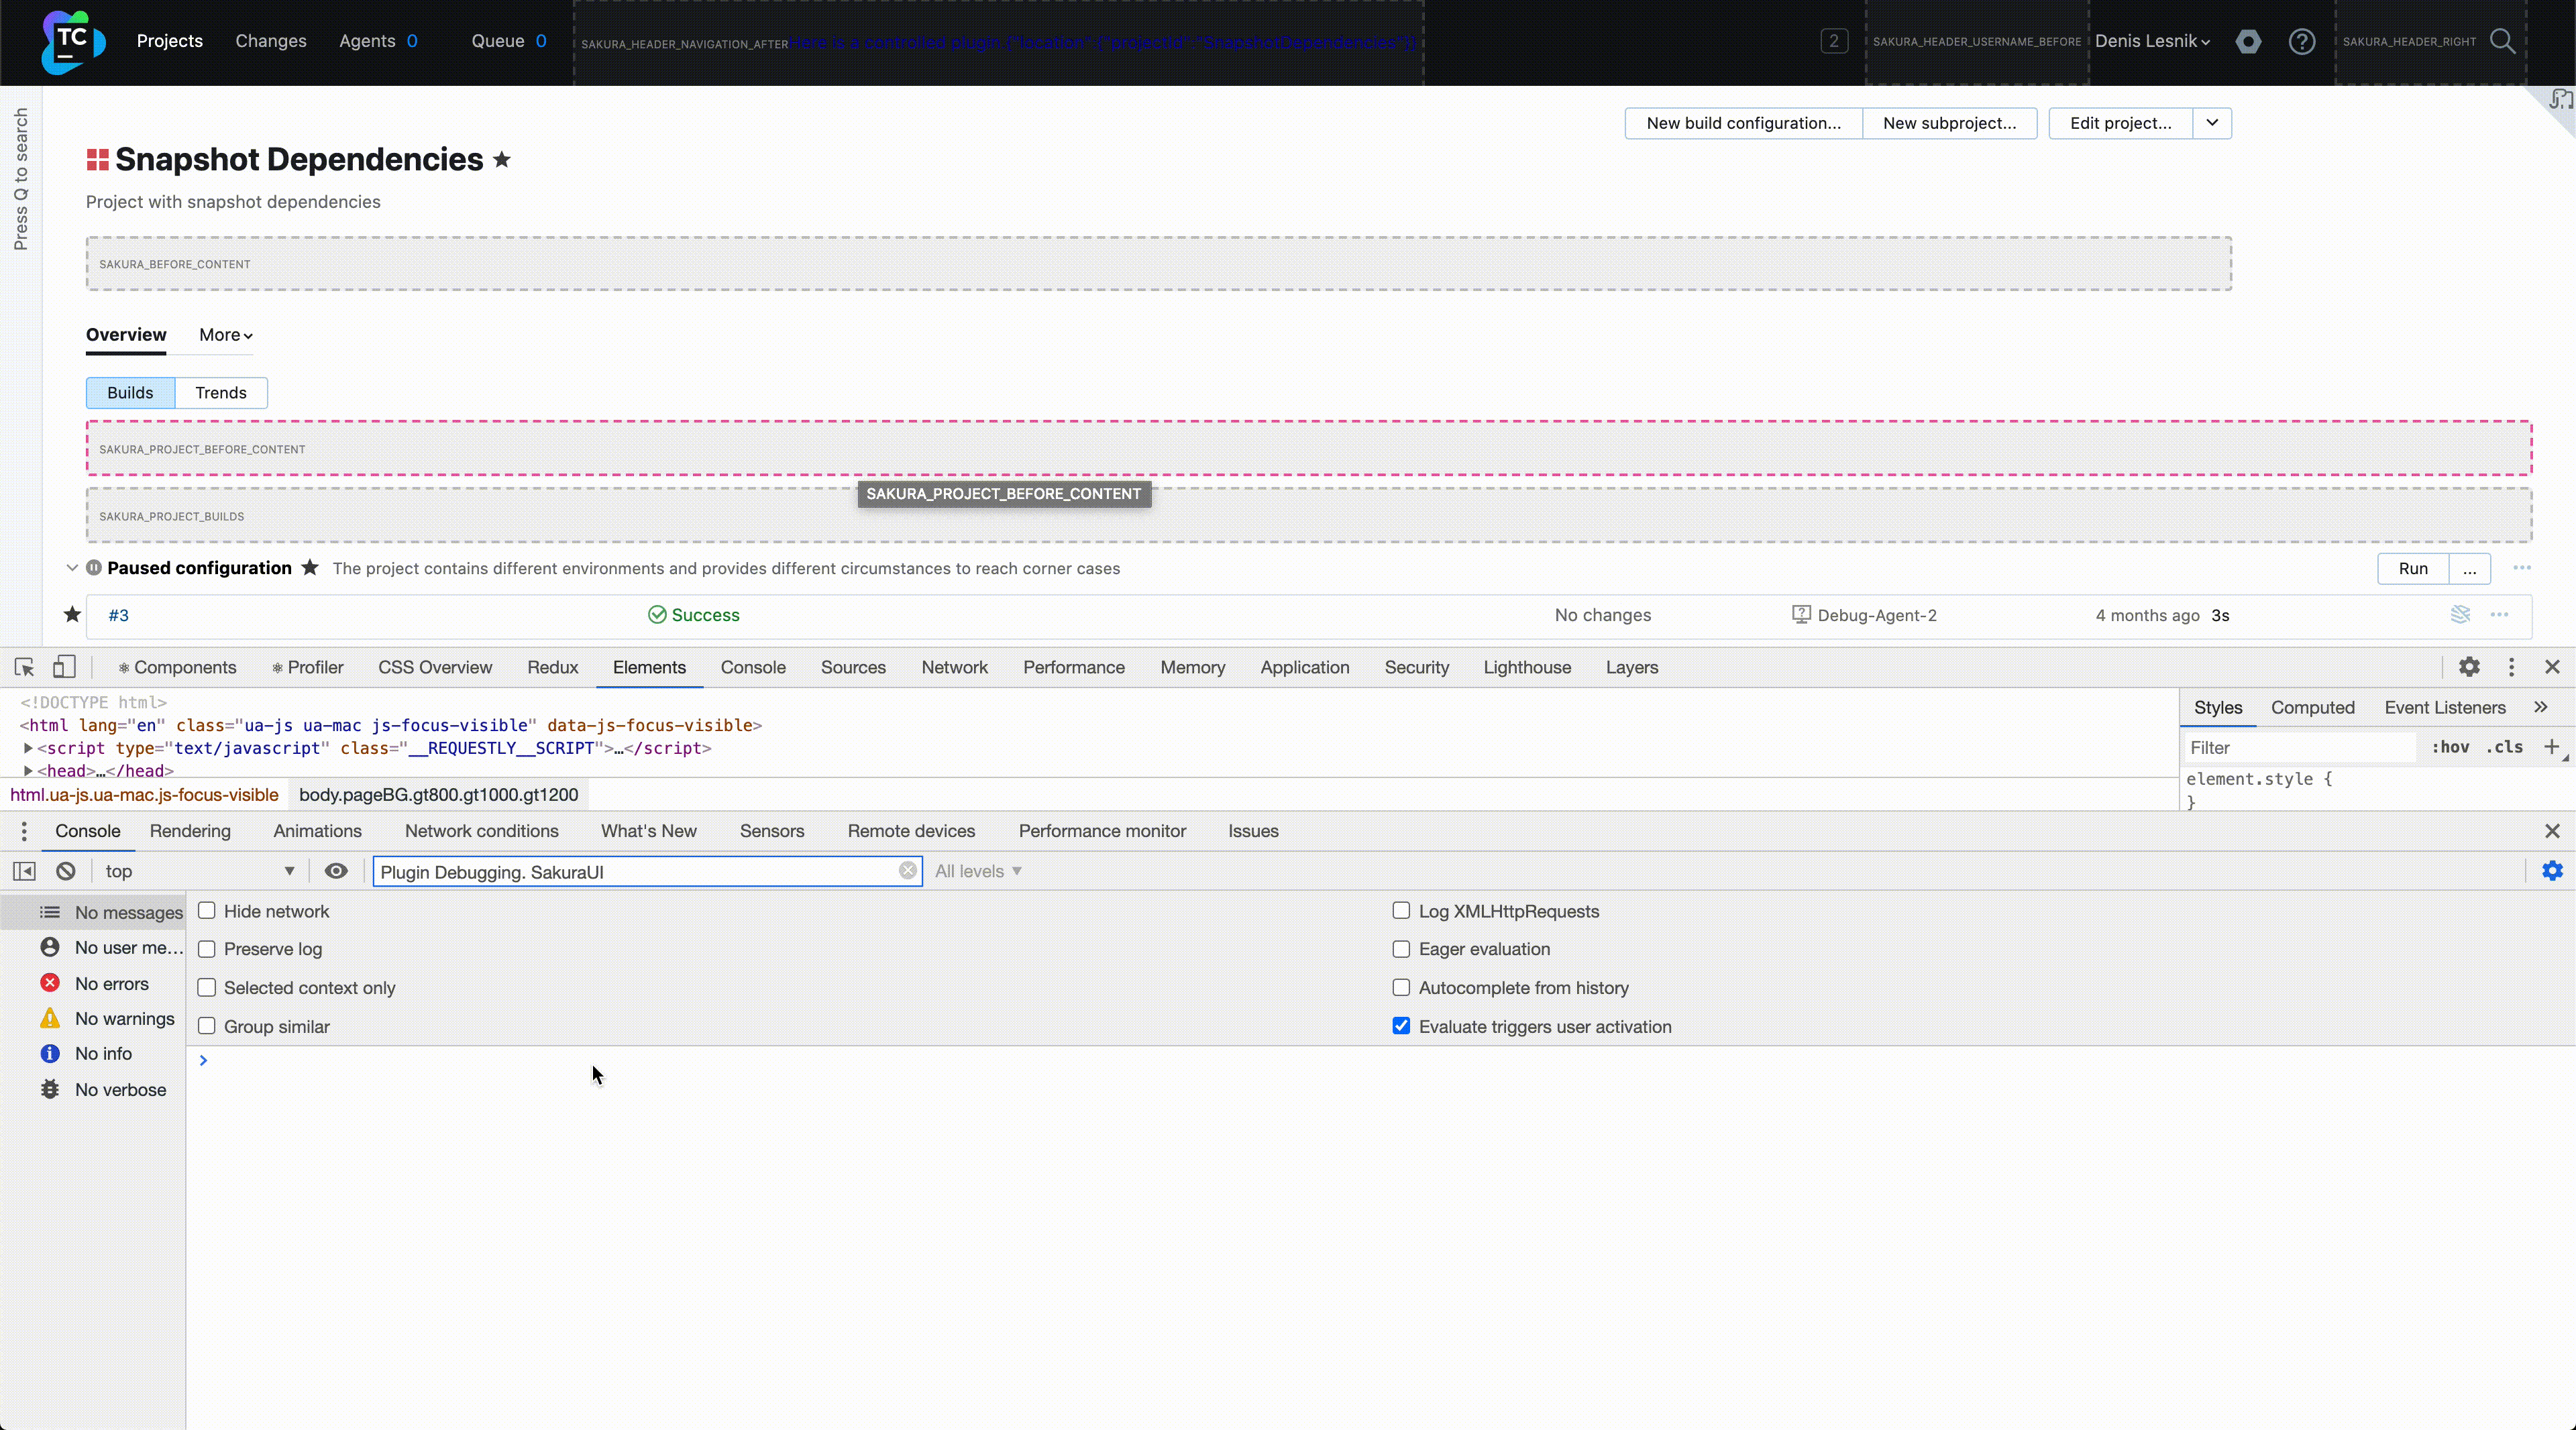 TC
Projects Changes Agents 0 Queue 0 SAKURA_HEADER_NAVIGATION_AFTER Here is a controlled plugin {"location":{"projectId":"SnapshotDependencies"}} 2 SAKURA_HEADER_USERNAME_BEFORE Denis Lesnik SAKURA_HEADER_RIGHT
Press Q to search
New build configuration... New subproject... Edit project...
Snapshot Dependencies
Project with snapshot dependencies
SAKURA_BEFORE_CONTENT
Overview More
Builds Trends
SAKURA_PROJECT_BEFORE_CONTENT
SAKURA_PROJECT_BEFORE_CONTENT
SAKURA_PROJECT_BUILDS
Paused configuration The project contains different environments and provides different circumstances to reach corner cases Run ...
#3 Success No changes Debug-Agent-2 4 months ago 3s
Components Profiler CSS Overview Redux Elements Console Sources Network Performance Memory Application Security Lighthouse Layers
<!DOCTYPE html>
<html lang="en" class="ua-js ua-mac js-focus-visible" data-js-focus-visible>
<script type="text/javascript" class="__REQUESTLY__SCRIPT">…</script>
<head>…</head>
html.ua-js.ua-mac.js-focus-visible body.pageBG.gt800.gt1000.gt1200
Styles Computed Event Listeners »
Filter :hov .cls +
element.style {
}
Console Rendering Animations Network conditions What's New Sensors Remote devices Performance monitor Issues
top Plugin Debugging. SakuraUI All levels
No messages
No user me...
No errors
No warnings
No info
No verbose
Hide network Log XMLHttpRequests
Preserve log Eager evaluation
Selected context only Autocomplete from history
Group similar Evaluate triggers user activation
>